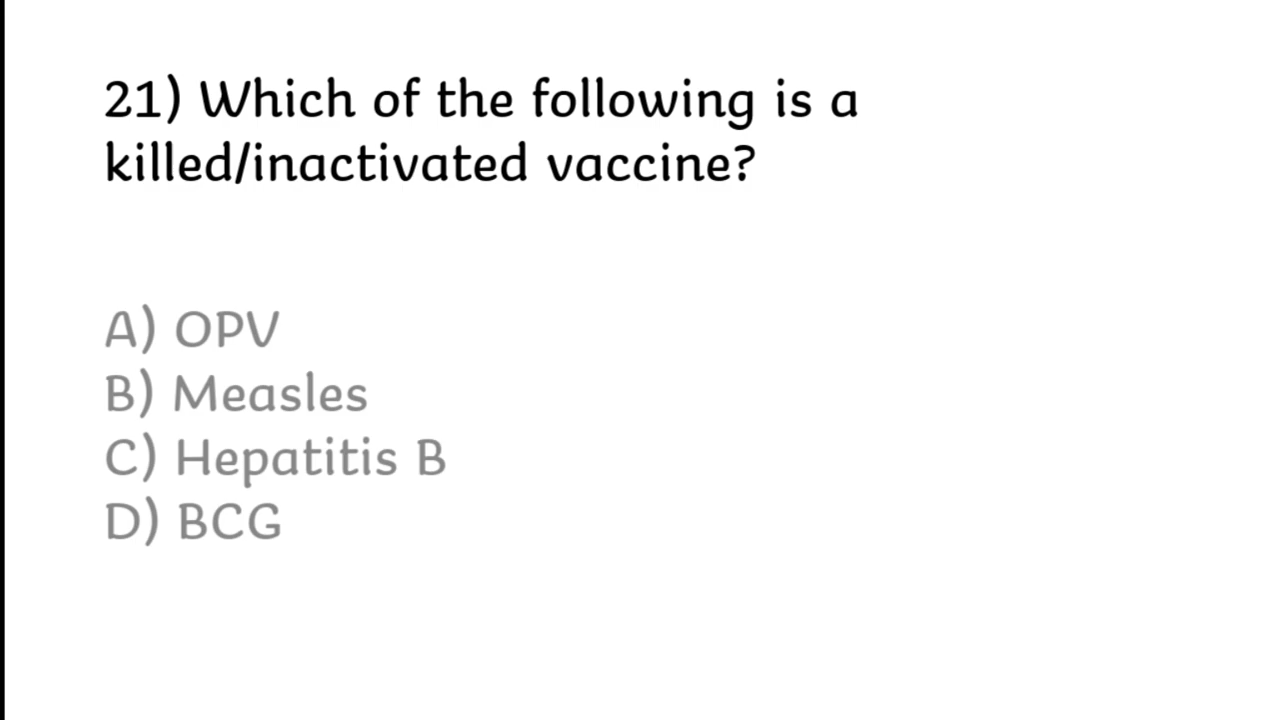 21) Which of the following is a
killed/inactivated vaccine?
A) OPV
B) Measles
C) Hepatitis B
D) BCG